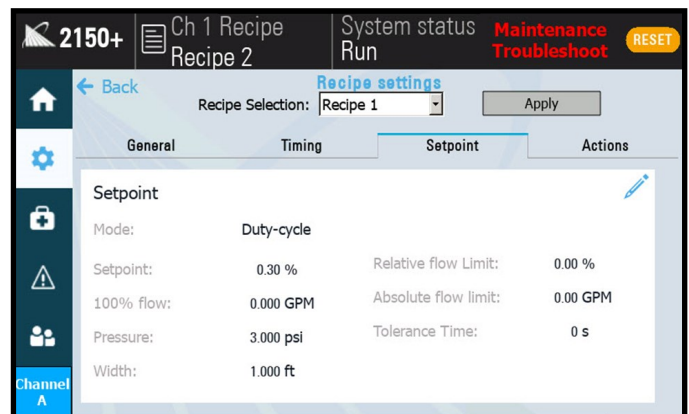 2150+
Ch 1 Recipe
Recipe 2
System status
Run
Maintenance
Troubleshoot
RESET
Back
Recipe settings
Recipe Selection: Recipe 1
Apply
General Timing Setpoint Actions
Setpoint
Mode: Duty-cycle
Setpoint: 0.30 % Relative flow Limit: 0.00 %
100% flow: 0.000 GPM Absolute flow limit: 0.00 GPM
Pressure: 3.000 psi Tolerance Time: 0 s
Width: 1.000 ft
Channel
A